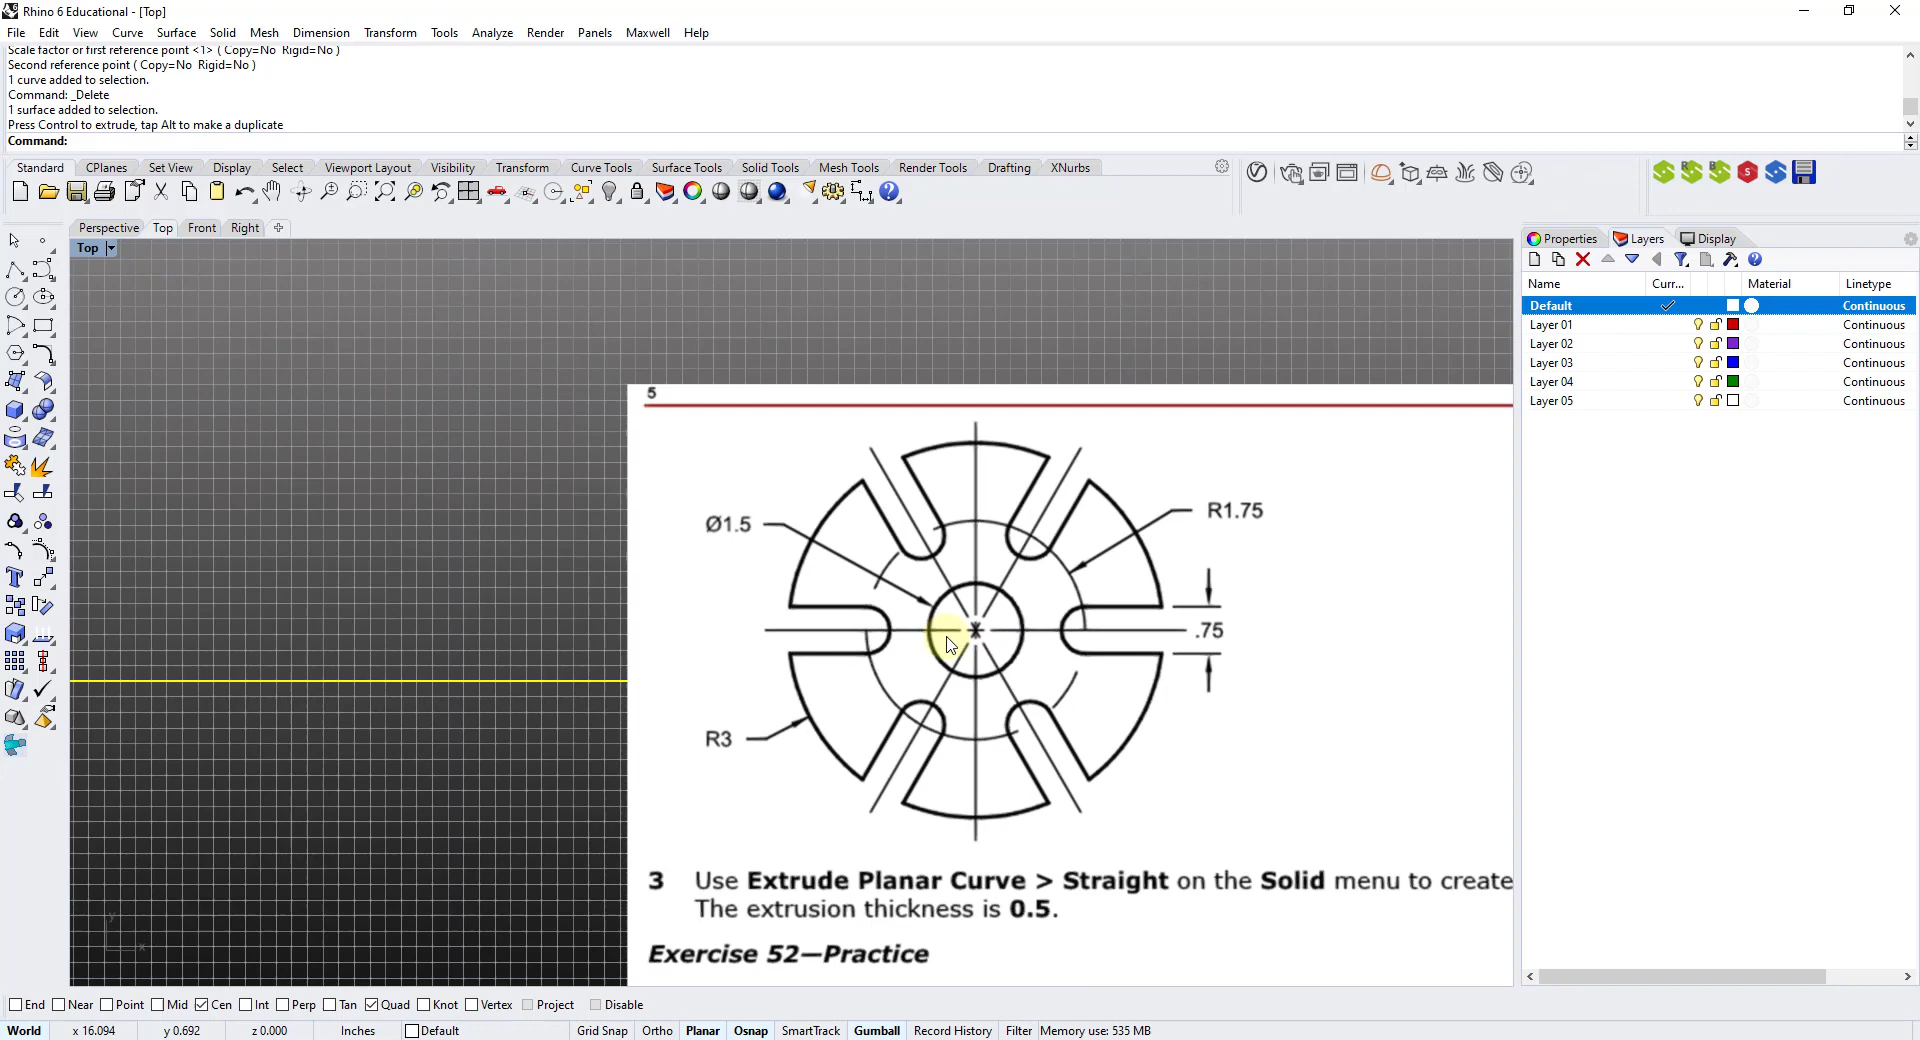 Rhino 6 Educational - [Top]
File Edit View Curve Surface Solid Mesh Dimension Transform Tools Analyze Render Panels Maxwell Help
Scale factor or first reference point <1> ( Copy=No Rigid=No )
Second reference point ( Copy=No Rigid=No )
1 curve added to selection.
Command: _Delete
1 surface added to selection.
Press Control to extrude, tap Alt to make a duplicate
Command:
Standard CPlanes Set View Display Select Viewport Layout Visibility Transform Curve Tools Surface Tools Solid Tools Mesh Tools Render Tools Drafting XNurbs
Perspective Top Front Right
Top
Properties Layers Display
Name Curr... Material Linetype
Default Continuous
Layer 01 Continuous
Layer 02 Continuous
Layer 03 Continuous
Layer 04 Continuous
Layer 05 Continuous
5
Ø1.5
R1.75
.75
R3
3 Use Extrude Planar Curve > Straight on the Solid menu to create
The extrusion thickness is 0.5.
Exercise 52—Practice
y
x
End Near Point Mid Cen Int Perp Tan Quad Knot Vertex Project Disable
World x 16.094 y 0.692 z 0.000 Inches Default Grid Snap Ortho Planar Osnap SmartTrack Gumball Record History Filter Memory use: 535 MB